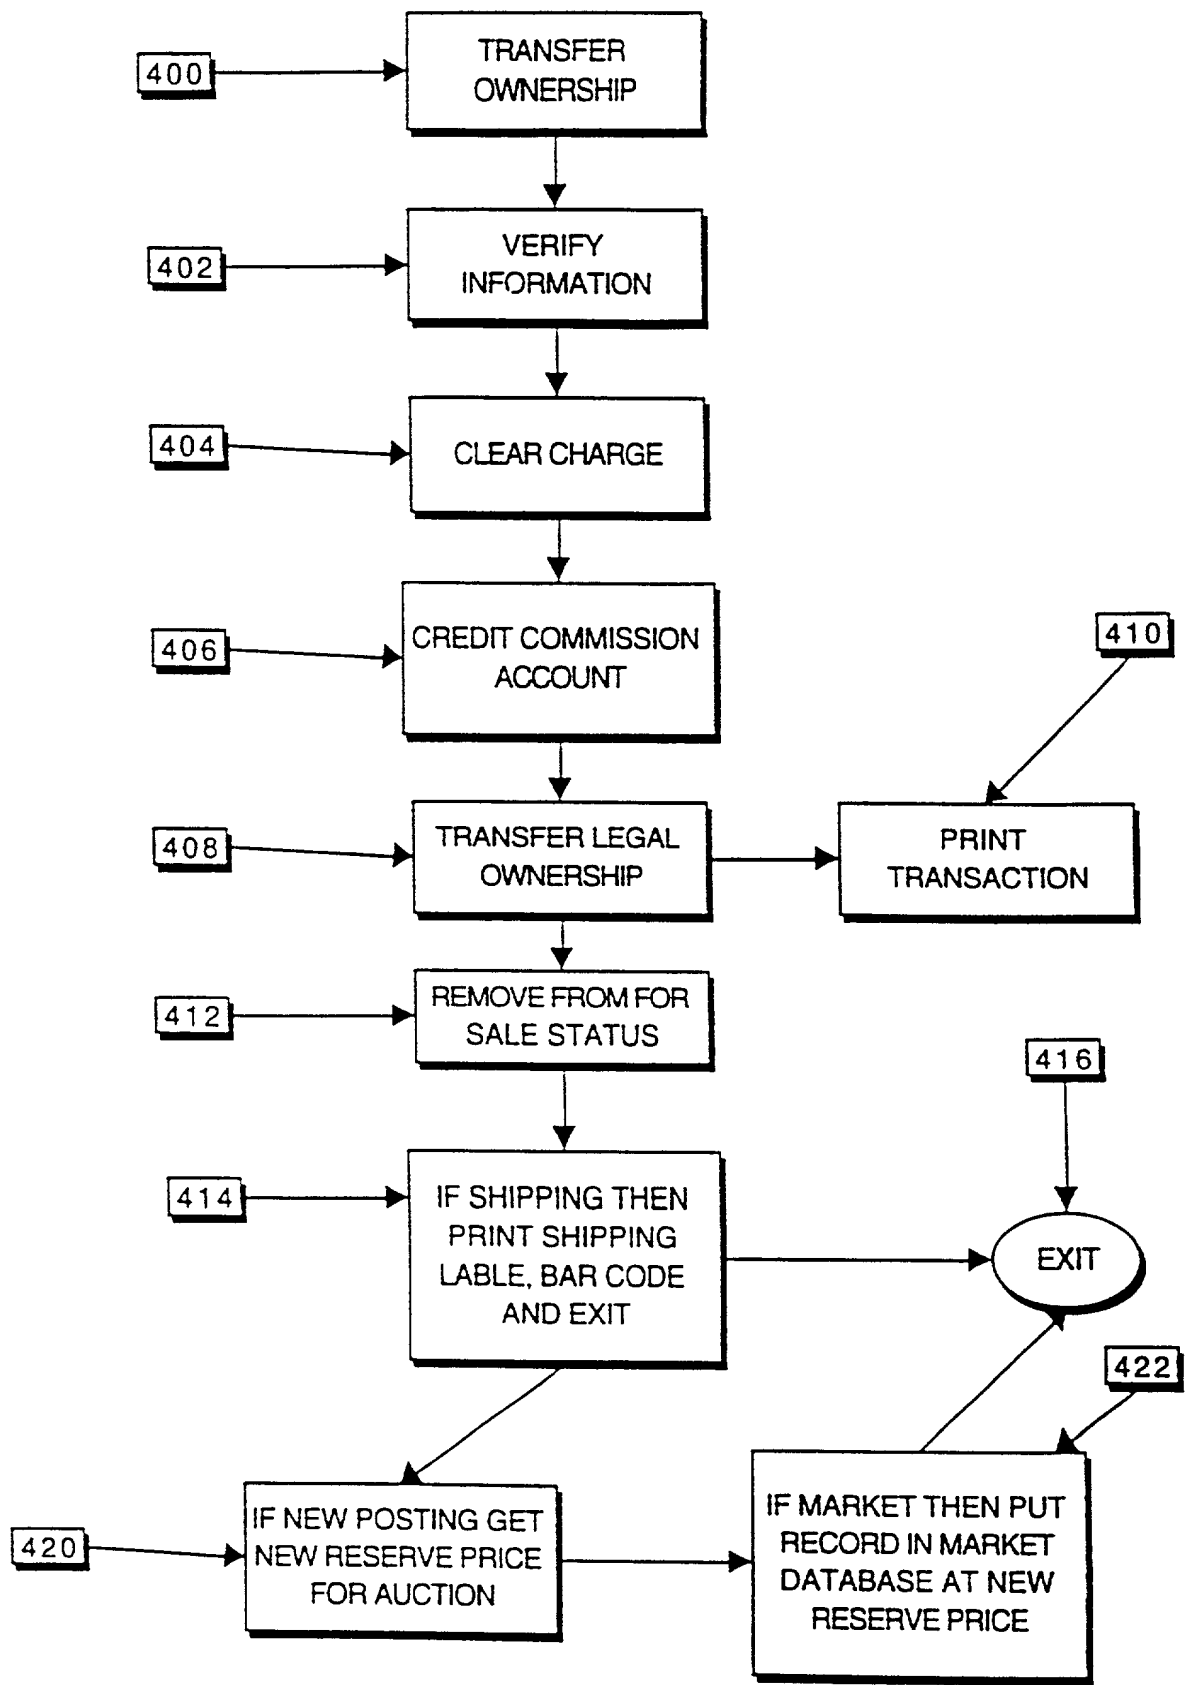 400
TRANSFER
OWNERSHIP
402
VERIFY
INFORMATION
404
CLEAR CHARGE
406
CREDIT COMMISSION
ACCOUNT
410
408
TRANSFER LEGAL
OWNERSHIP
PRINT
TRANSACTION
412
REMOVE FROM FOR
SALE STATUS
416
414
IF SHIPPING THEN
PRINT SHIPPING
LABLE, BAR CODE
AND EXIT
EXIT
422
420
IF NEW POSTING GET
NEW RESERVE PRICE
FOR AUCTION
IF MARKET THEN PUT
RECORD IN MARKET
DATABASE AT NEW
RESERVE PRICE